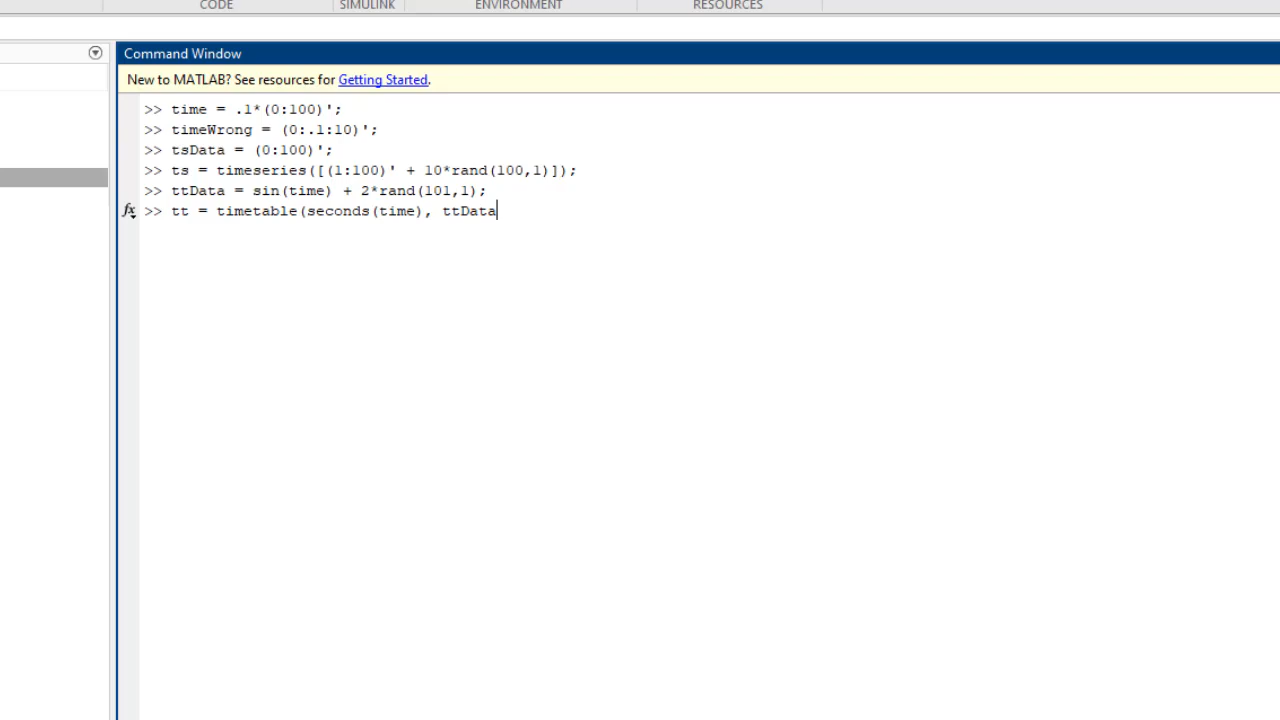 CODE SIMULINK ENVIRONMENT RESOURCES
Command Window
New to MATLAB? See resources for Getting Started.
>> time = .1*(0:100)';
>> timeWrong = (0:.1:10)';
>> tsData = (0:100)';
>> ts = timeseries([(1:100)' + 10*rand(100,1)]);
>> ttData = sin(time) + 2*rand(101,1);
fx >> tt = timetable(seconds(time), ttData